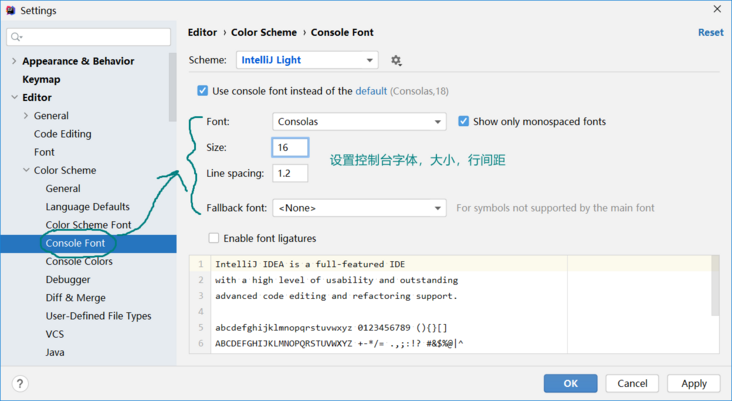 Settings
Appearance & Behavior
Keymap
Editor
General
Code Editing
Font
Color Scheme
General
Language Defaults
Color Scheme Font
Console Font
Console Colors
Debugger
Diff & Merge
User-Defined File Types
VCS
Java
Editor › Color Scheme › Console Font
Reset
Scheme: IntelliJ Light
Use console font instead of the default (Consolas,18)
Font: Consolas Show only monospaced fonts
Size: 16
设置控制台字体，大小，行间距
Line spacing: 1.2
Fallback font: <None> For symbols not supported by the main font
Enable font ligatures
1 IntelliJ IDEA is a full-featured IDE
2 with a high level of usability and outstanding
3 advanced code editing and refactoring support.
4
5 abcdefghijklmnopqrstuvwxyz 0123456789 (){}[]
6 ABCDEFGHIJKLMNOPQRSTUVWXYZ +-*/= .,;:!? #&$%@|^
? OK Cancel Apply